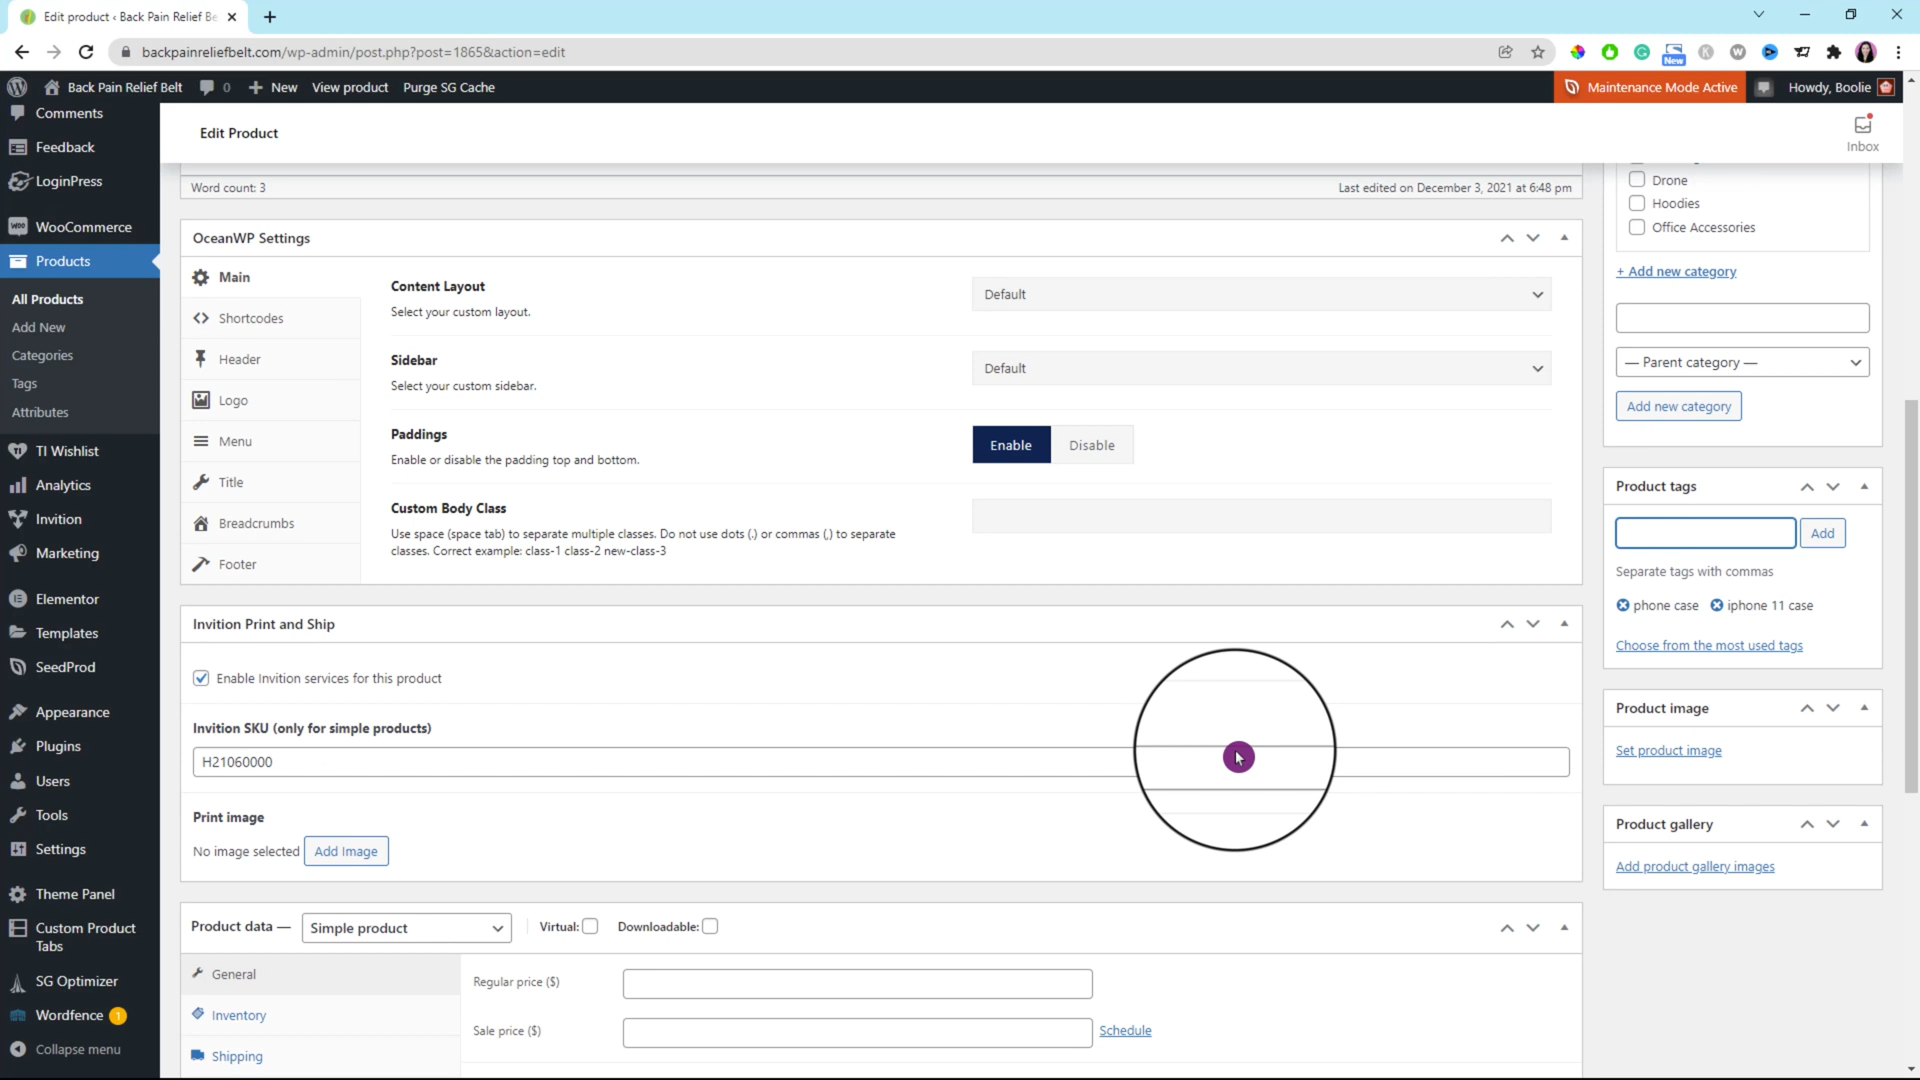 Edit product ‹ Back Pain Relief Be
backpainreliefbelt.com/wp-admin/post.php?post=1865&action=edit
New
Back Pain Relief Belt
0
New
View product
Purge SG Cache
Maintenance Mode Active
Howdy, Boolie
Comments
Feedback
LoginPress
WooCommerce
Products
All Products
Add New
Categories
Tags
Attributes
TI Wishlist
Analytics
Invition
Marketing
Elementor
Templates
SeedProd
Appearance
Plugins
Users
Tools
Settings
Theme Panel
Custom Product
Tabs
SG Optimizer
Wordfence 1
Collapse menu
Edit Product
Inbox
Word count: 3
Last edited on December 3, 2021 at 6:48 pm
OceanWP Settings
Main
Shortcodes
Header
Logo
Menu
Title
Breadcrumbs
Footer
Content Layout
Select your custom layout.
Default
Sidebar
Select your custom sidebar.
Default
Paddings
Enable or disable the padding top and bottom.
Enable
Disable
Custom Body Class
Use space (space tab) to separate multiple classes. Do not use dots (.) or commas (,) to separate
classes. Correct example: class-1 class-2 new-class-3
Invition Print and Ship
Enable Invition services for this product
Invition SKU (only for simple products)
H21060000
Print image
No image selected
Add Image
Product data —
Simple product
Virtual:
Downloadable:
General
Inventory
Shipping
Regular price ($)
Sale price ($)
Schedule
Drone
Hoodies
Office Accessories
+ Add new category
— Parent category —
Add new category
Product tags
Add
Separate tags with commas
phone case
iphone 11 case
Choose from the most used tags
Product image
Set product image
Product gallery
Add product gallery images